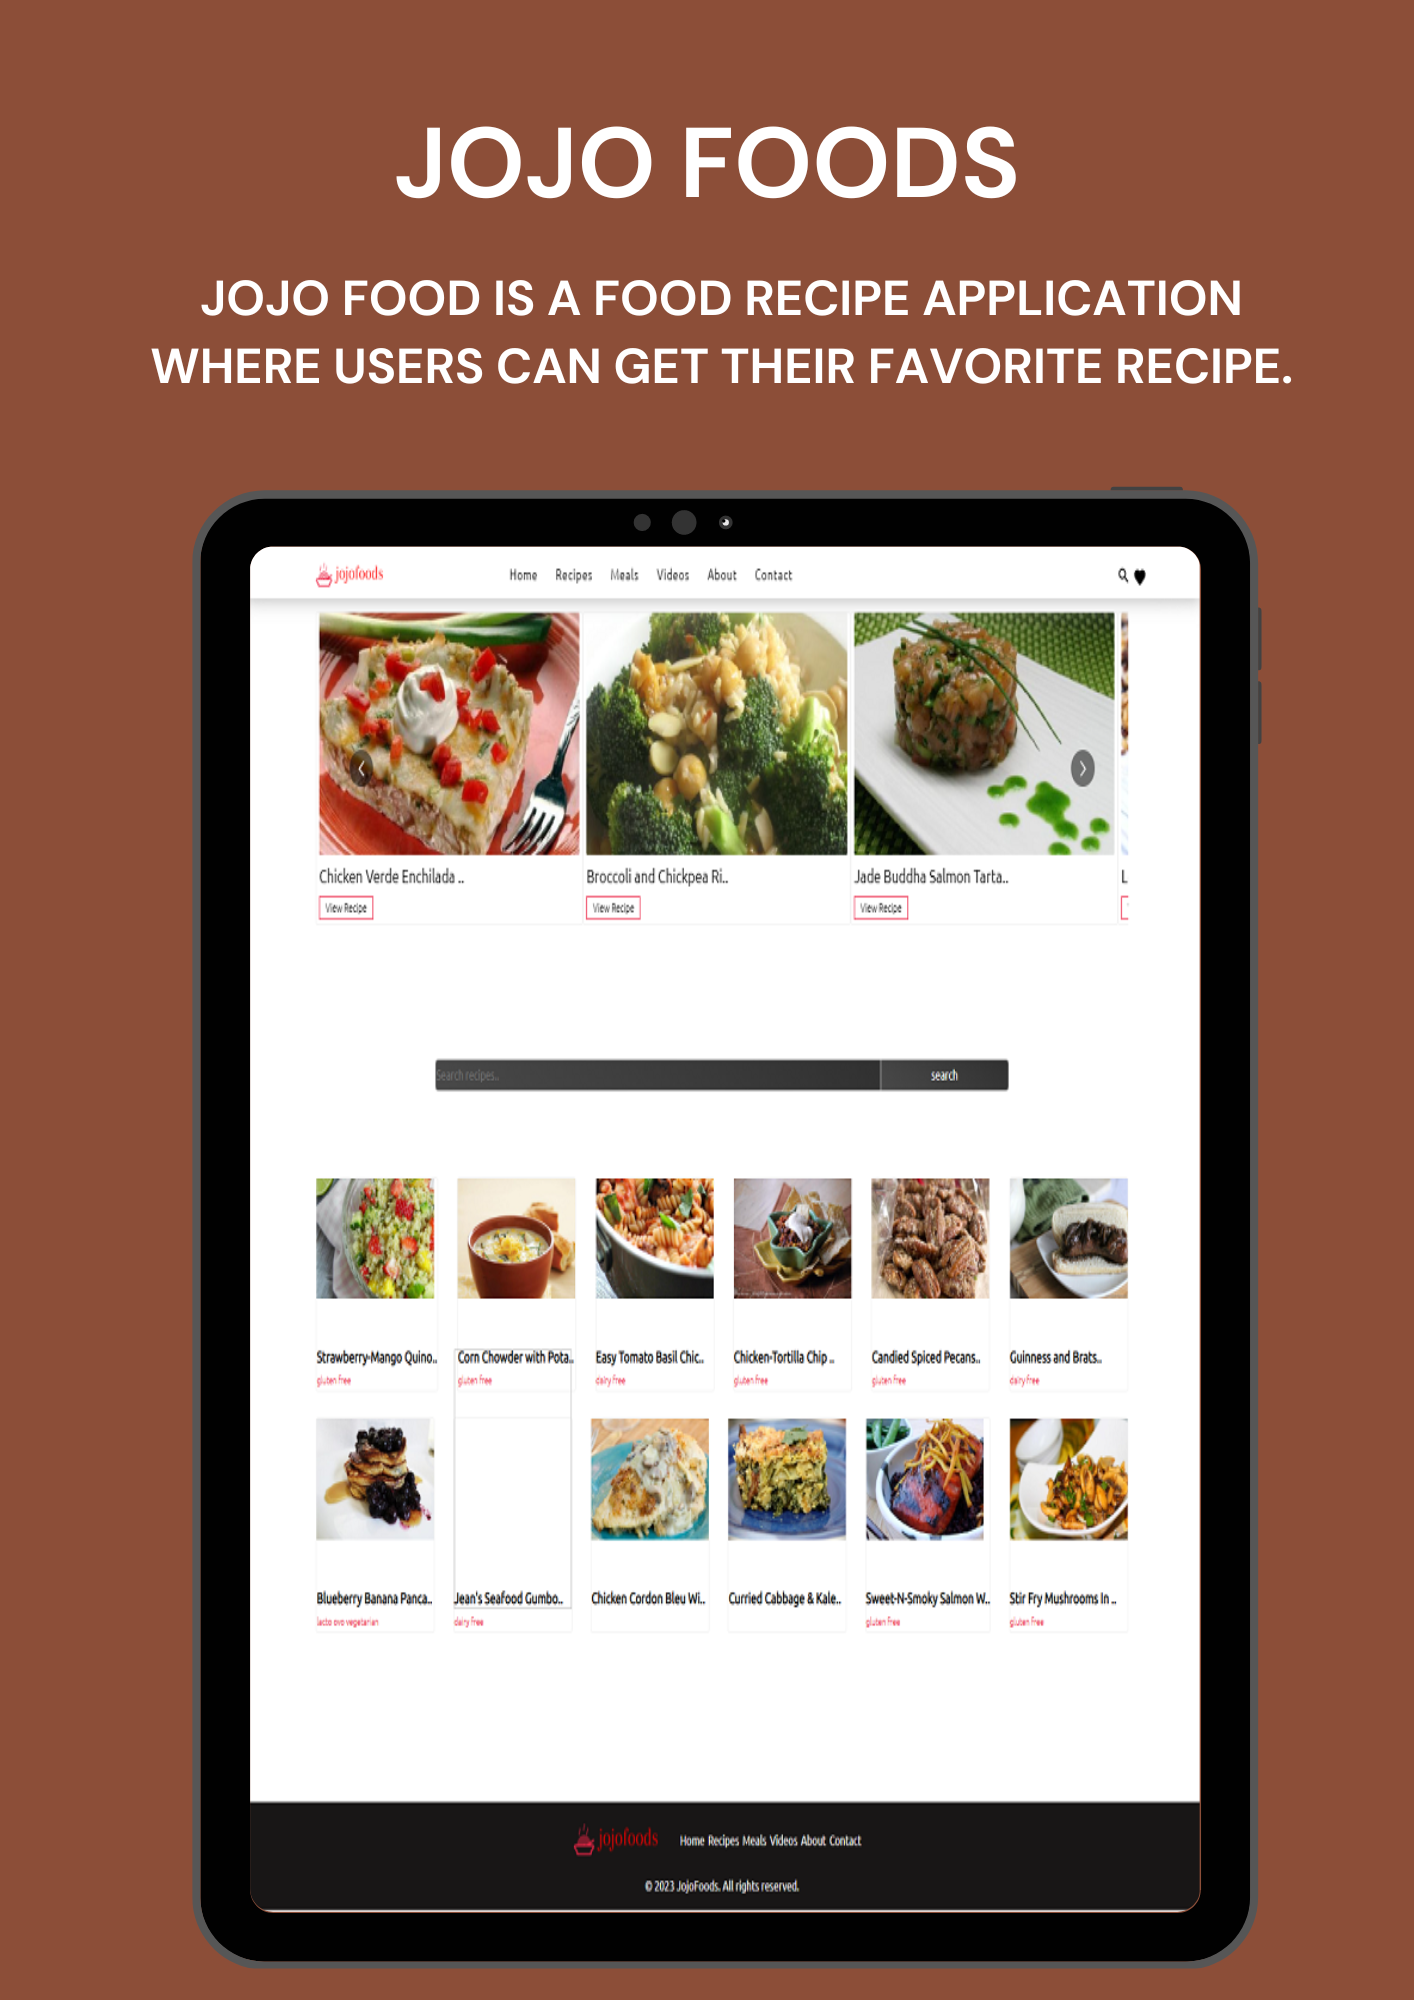 JOJO FOODS
JOJO FOOD IS A FOOD RECIPE APPLICATION
WHERE USERS CAN GET THEIR FAVORITE RECIPE.
jojofoods
Home Recipes Meals Videos About Contact
Chicken Verde Enchilada ..
Broccoli and Chickpea Ri..
Jade Buddha Salmon Tarta..
L
View Recipe
View Recipe
View Recipe
Search recipes..
search
Strawberry-Mango Quino..
Corn Chowder with Pota..
Easy Tomato Basil Chic..
Chicken-Tortilla Chip ..
Candied Spiced Pecans..
Guinness and Brats..
gluten free
gluten free
dairy free
gluten free
gluten free
dairy free
Blueberry Banana Panca..
Jean's Seafood Gumbo..
Chicken Cordon Bleu Wi..
Curried Cabbage & Kale..
Sweet-N-Smoky Salmon W..
Stir Fry Mushrooms In ..
lacto ovo vegetarian
dairy free
gluten free
gluten free
jojofoods
Home Recipes Meals Videos About Contact
© 2023 JojoFoods. All rights reserved.